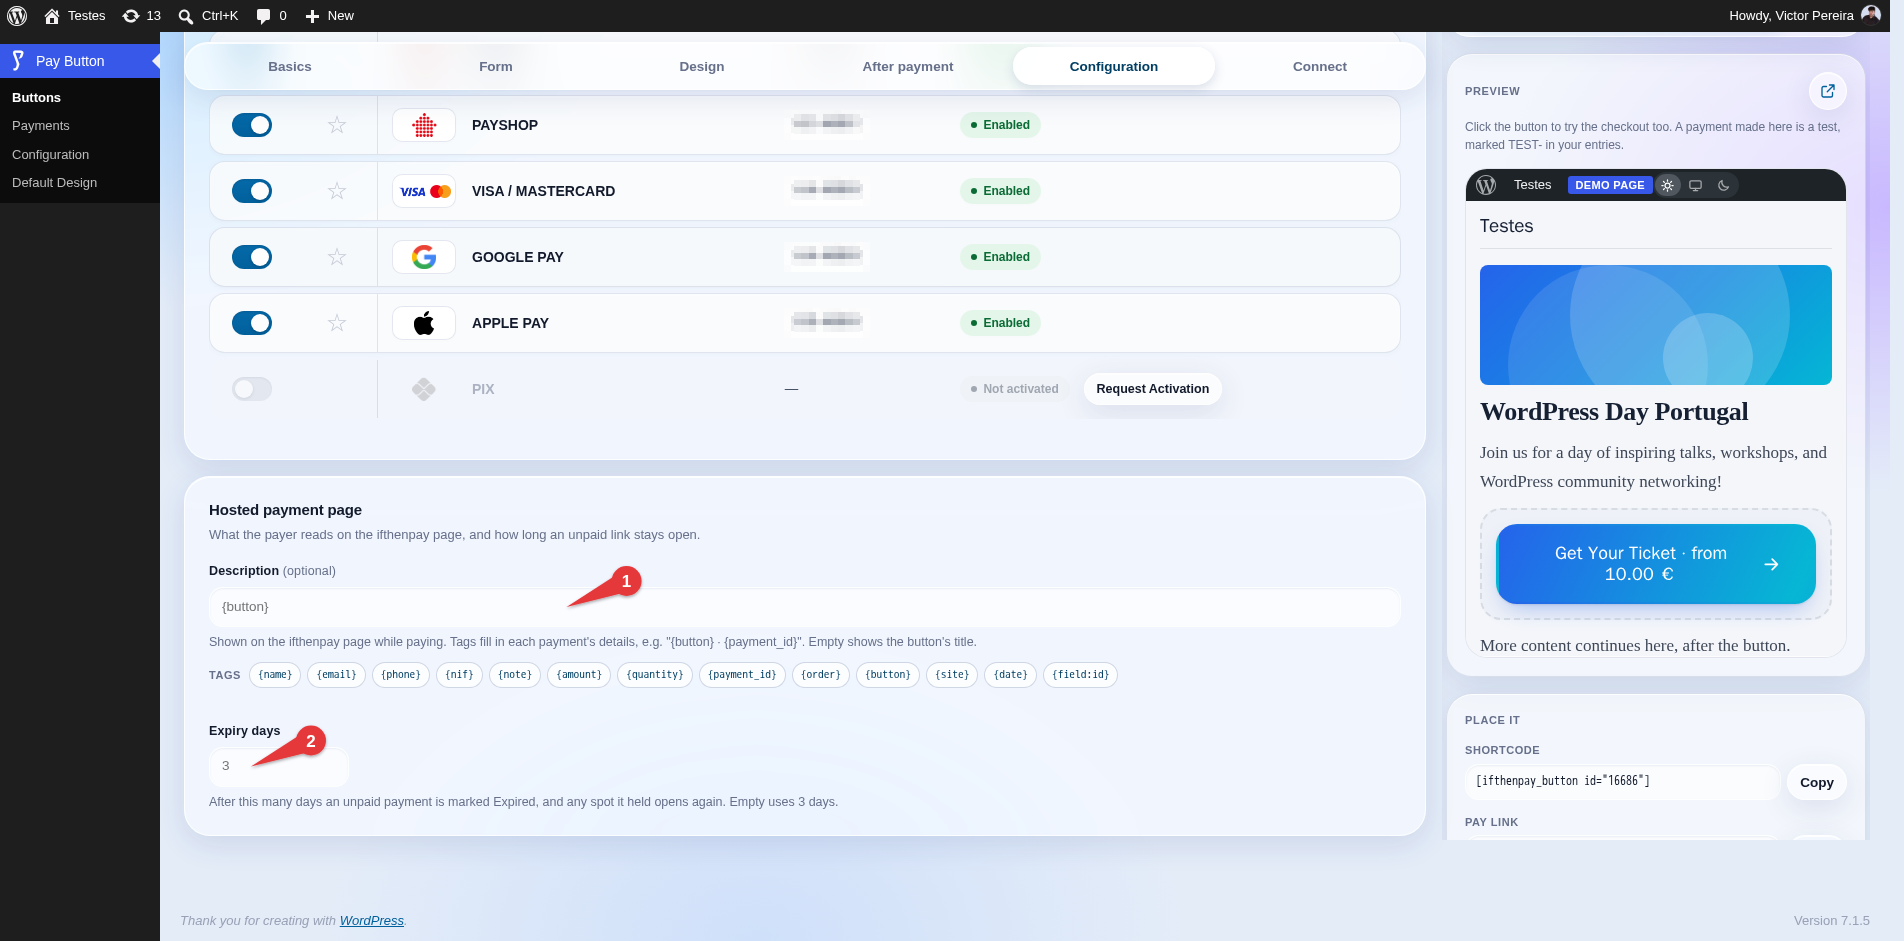 Testes
13
Ctrl+K
0
New
Howdy, Victor Pereira
Pay Button
Buttons
Payments
Configuration
Default Design
Basics
Form
Design
After payment
Configuration
Connect
PAYSHOP
Enabled
VISA
VISA / MASTERCARD
Enabled
GOOGLE PAY
Enabled
APPLE PAY
Enabled
PIX
—
Not activated
Request Activation
Hosted payment page
What the payer reads on the ifthenpay page, and how long an unpaid link stays open.
Description (optional)
1
{button}
Shown on the ifthenpay page while paying. Tags fill in each payment's details, e.g. "{button} · {payment_id}". Empty shows the button's title.
TAGS {name} {email} {phone} {nif} {note} {amount} {quantity} {payment_id} {order} {button} {site} {date} {field:id}
Expiry days
2
3
After this many days an unpaid payment is marked Expired, and any spot it held opens again. Empty uses 3 days.
PREVIEW
Click the button to try the checkout too. A payment made here is a test,
marked TEST- in your entries.
Testes
DEMO PAGE
Testes
WordPress Day Portugal
Join us for a day of inspiring talks, workshops, and
WordPress community networking!
Get Your Ticket · from
10.00 €
More content continues here, after the button.
PLACE IT
SHORTCODE
[ifthenpay_button id="16686"]
Copy
PAY LINK
Thank you for creating with WordPress.
Version 7.1.5